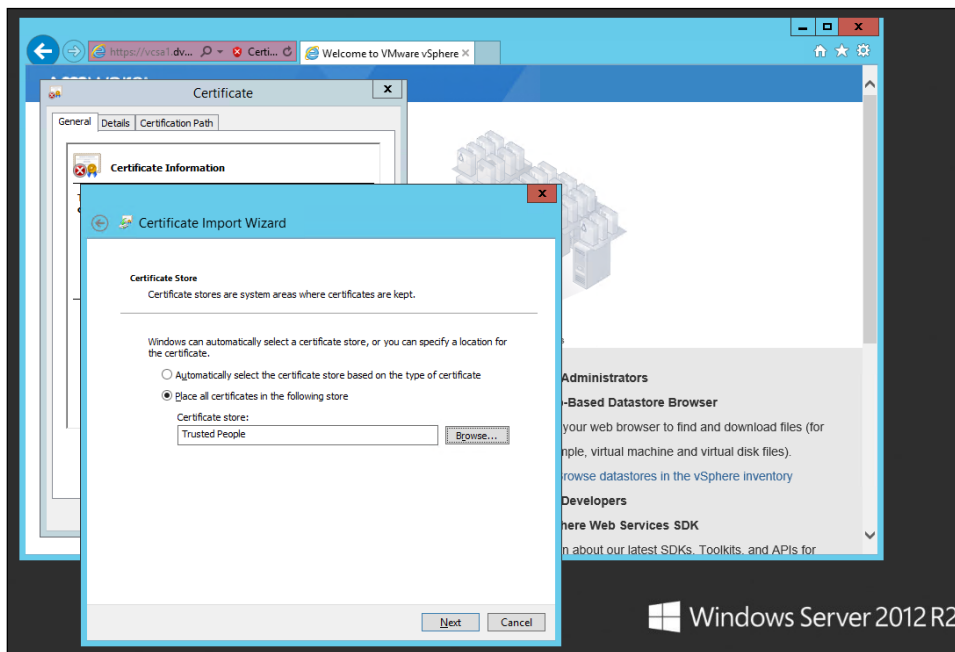 https://vcsa1.dv...
Certi...
Welcome to VMware vSphere
Certificate
General
Details
Certification Path
Certificate Information
Certificate Import Wizard
Certificate Store
Certificate stores are system areas where certificates are kept.
Windows can automatically select a certificate store, or you can specify a location for
the certificate.
Automatically select the certificate store based on the type of certificate
Place all certificates in the following store
Certificate store:
Trusted People
Browse...
Next
Cancel
Administrators
-Based Datastore Browser
your web browser to find and download files (for
mple, virtual machine and virtual disk files).
rowse datastores in the vSphere inventory
Developers
here Web Services SDK
n about our latest SDKs, Toolkits, and APIs for
Windows Server 2012 R2